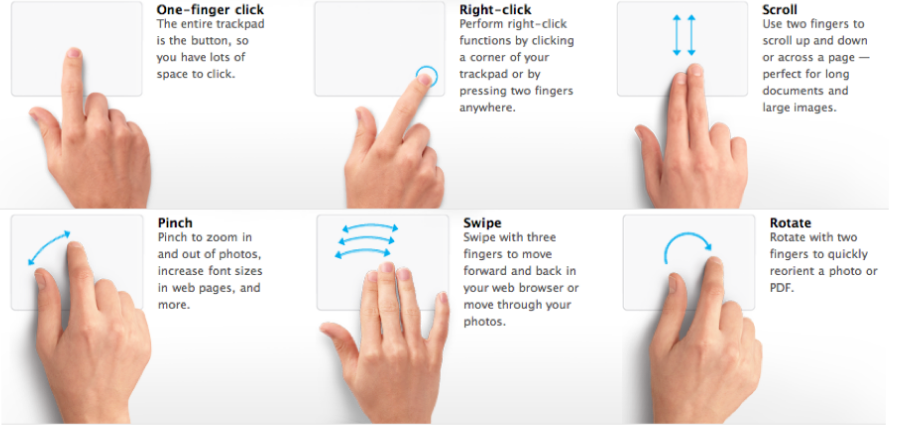 One-finger click
The entire trackpad
is the button, so
you have lots of
space to click.
Right-click
Perform right-click
functions by clicking
a corner of your
trackpad or by
pressing two fingers
anywhere.
Scroll
Use two fingers to
scroll up and down
or across a page —
perfect for long
documents and
large images.
Pinch
Pinch to zoom in
and out of photos,
increase font sizes
in web pages, and
more.
Swipe
Swipe with three
fingers to move
forward and back in
your web browser or
move through your
photos.
Rotate
Rotate with two
fingers to quickly
reorient a photo or
PDF.